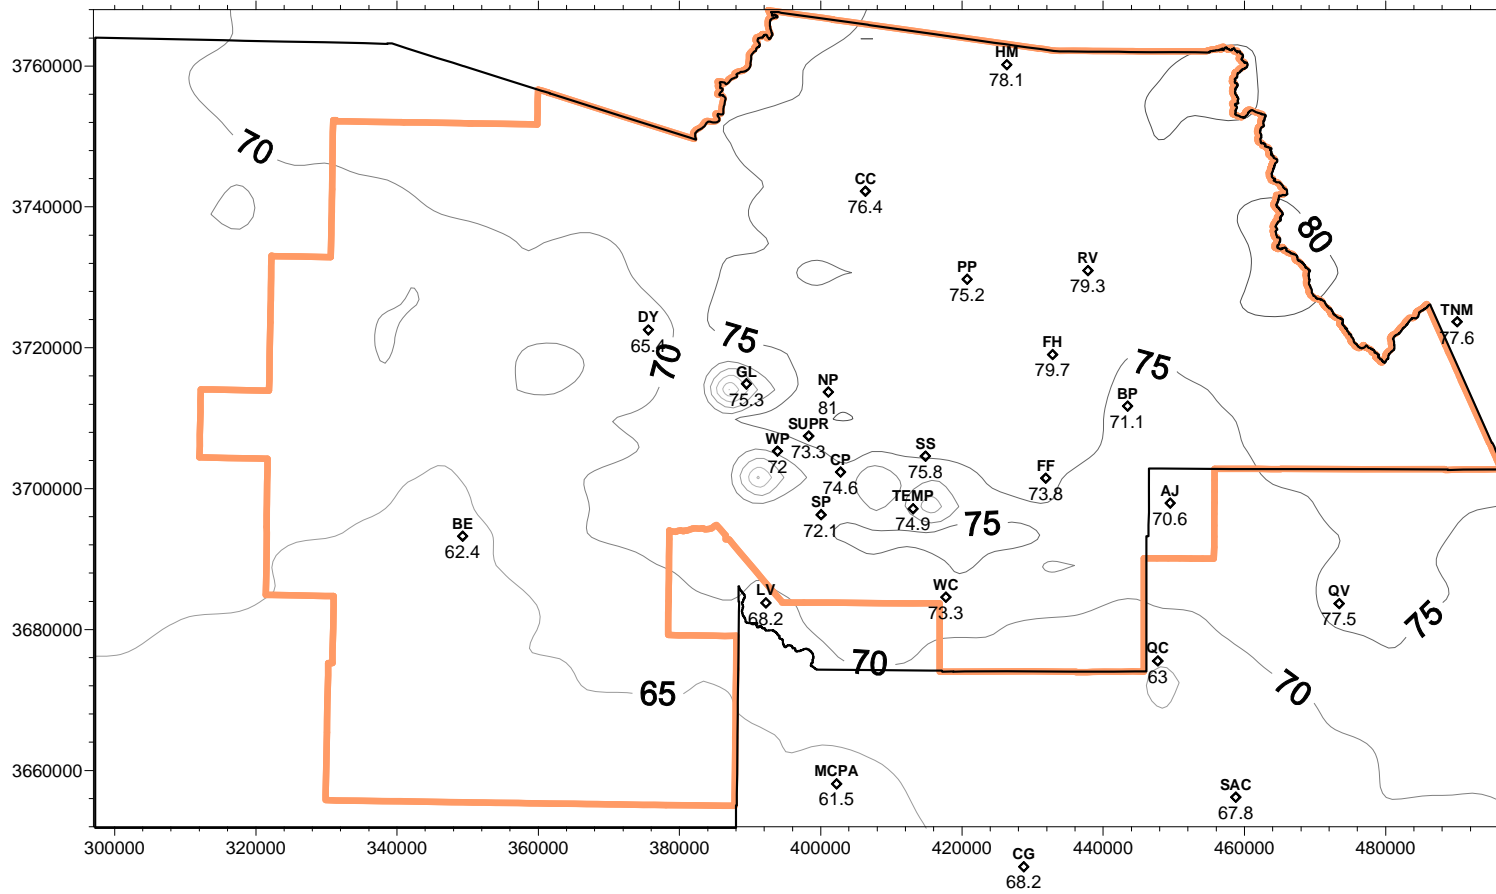 3760000
3740000
3720000
3700000
3680000
3660000
300000
320000
340000
360000
380000
400000
420000
440000
460000
480000
HM
78.1
70
CC
76.4
80
PP
75.2
RV
79.3
TNM
77.6
DY
65.4
75
70
FH
79.7
75
GL
75.3
NP
81
BP
71.1
SUPR
73.3
WP
72
SS
75.8
CP
74.6
FF
73.8
TEMP
74.9
AJ
70.6
SP
72.1
75
BE
62.4
LV
68.2
WC
73.3
QV
77.5
75
QC
63
70
65
70
MCPA
61.5
SAC
67.8
CG
68.2